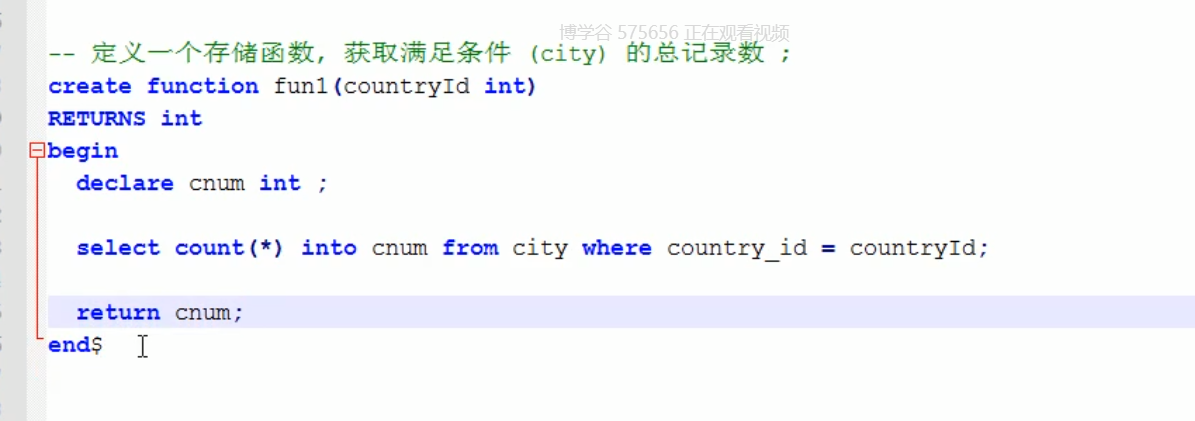 博学谷 575656 正在观看视频
-- 定义一个存储函数, 获取满足条件 (city) 的总记录数 ;
create function fun1(countryId int)
RETURNS int
begin
declare cnum int ;
select count(*) into cnum from city where country_id = countryId;
return cnum;
end$